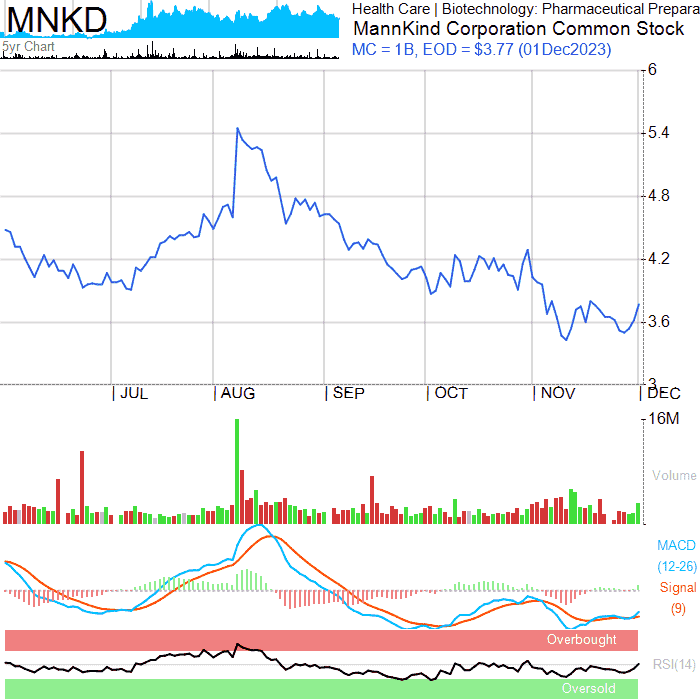 MNKD
5yr Chart
Health Care | Biotechnology: Pharmaceutical Prepara
MannKind Corporation Common Stock
MC = 1B, EOD = $3.77 (01Dec2023)
6
5.4
4.8
4.2
3.6
3
JUL
AUG
SEP
OCT
NOV
DEC
16M
Volume
MACD
(12-26)
Signal
(9)
Overbought
RSI(14)
Oversold